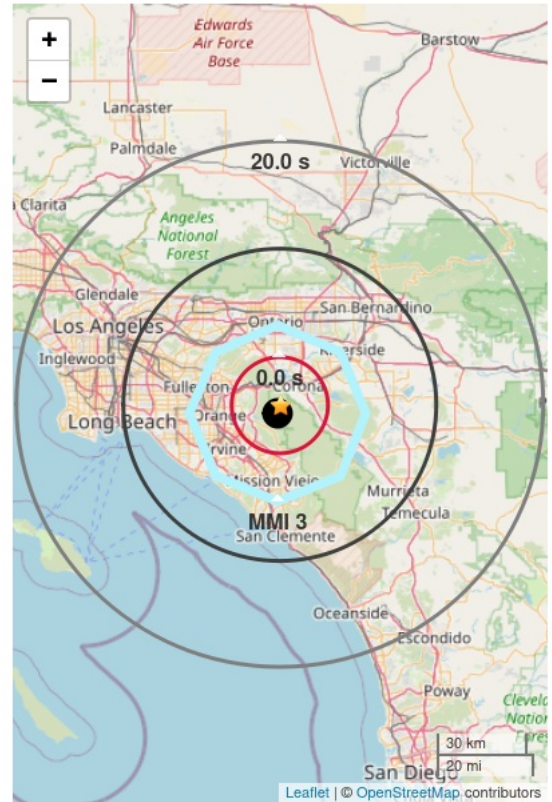 +
−
Edwards
Air Force
Base
Barstow
Lancaster
Palmdale
20.0 s
Victorville
a Clarita
Angeles
National
Forest
Glendale
San Bernardino
Los Angeles
Ontario
Inglewood
Riverside
0.0 s
Fullerton
Corona
Long Beach
Orange
Irvine
Mission Viejo
Murrieta
MMI 3
Temecula
San Clemente
Oceanside
Escondido
Poway
Clevela
Nation
Fores
30 km
20 mi
San Diego
Leaflet | © OpenStreetMap contributors